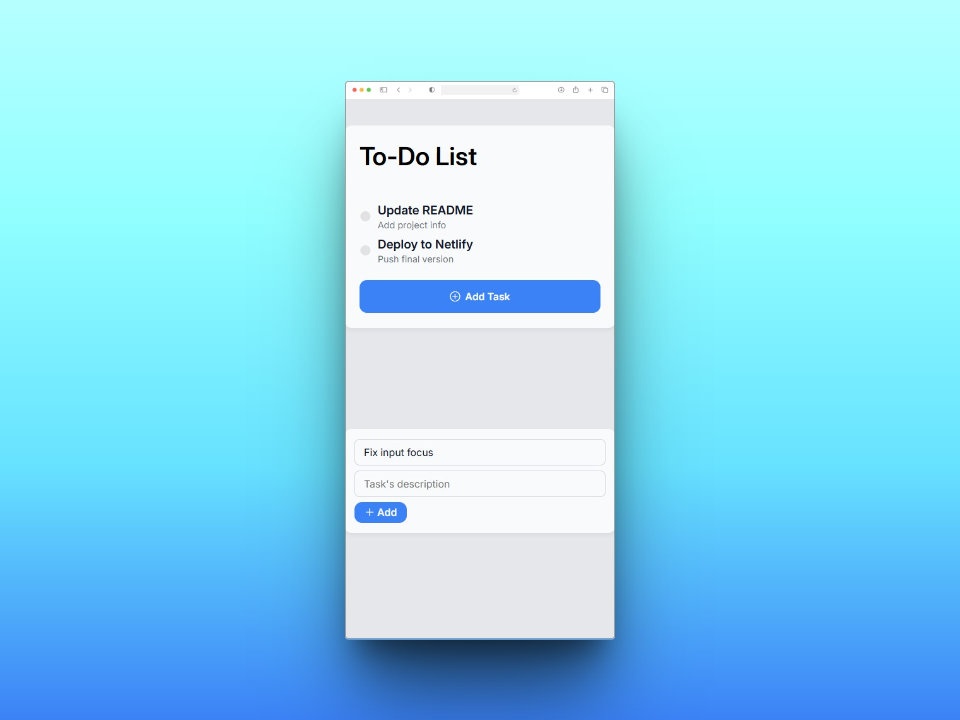 To-Do List
Update README
Add project info
Deploy to Netlify
Push final version
Add Task
Fix input focus
Task's description
Add